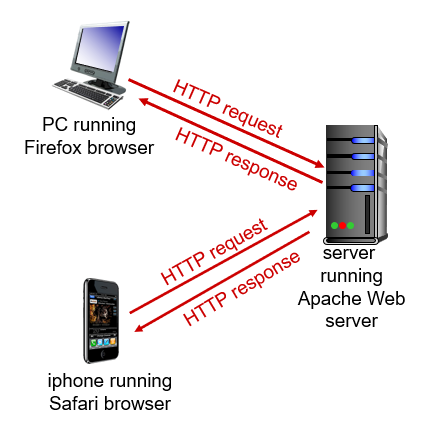 PC running
Firefox browser
HTTP request
HTTP response
HTTP request
HTTP response
server
running
Apache Web
server
iphone running
Safari browser